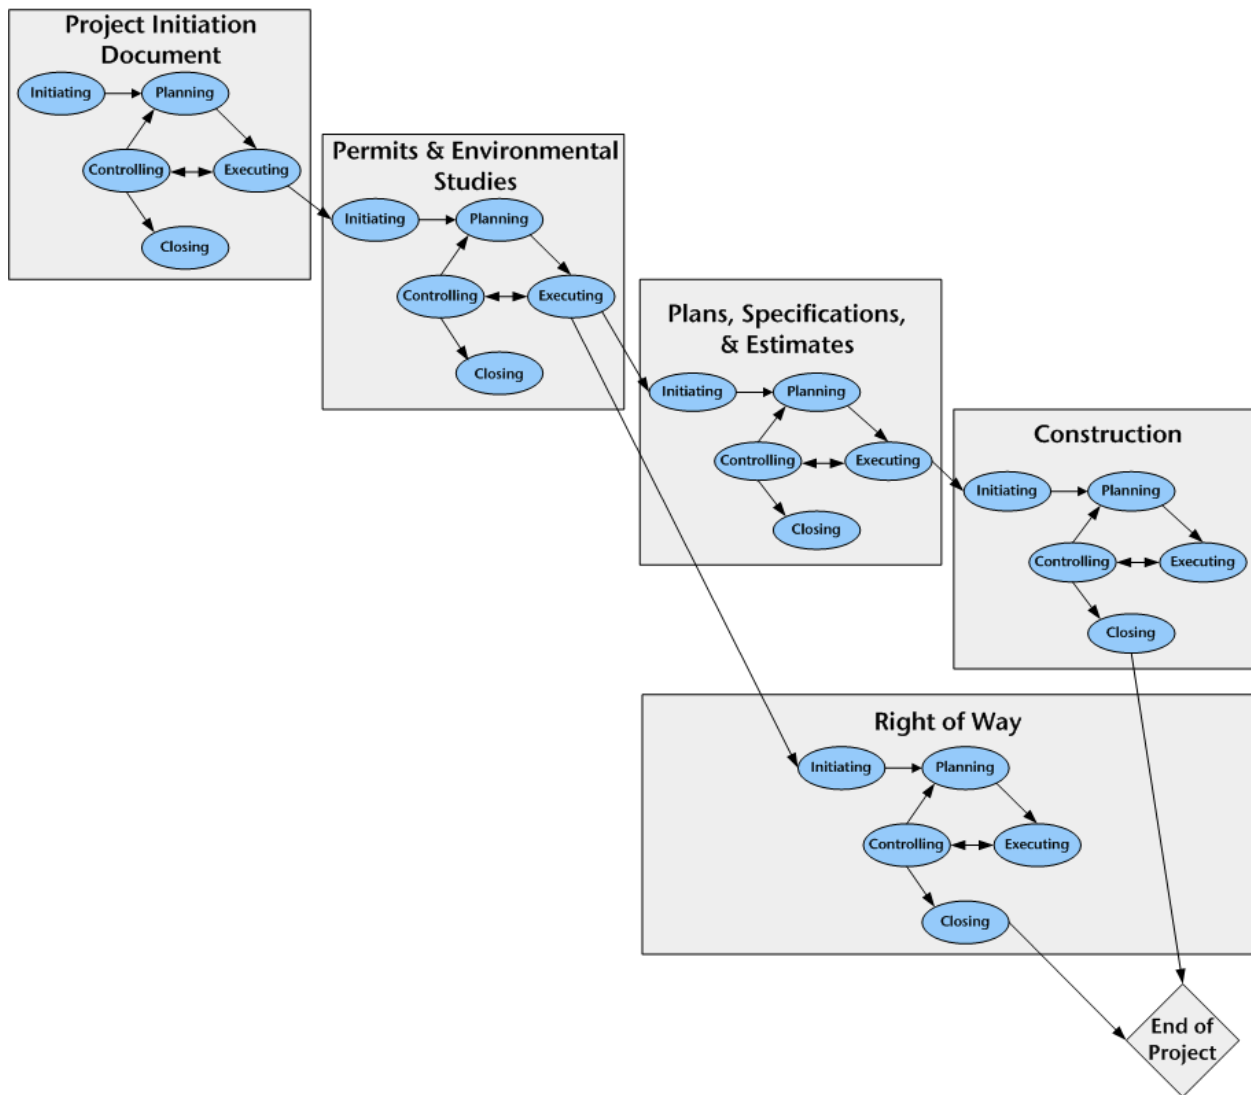 Project Initiation
Document
Initiating
Planning
Controlling
Executing
Closing
Permits & Environmental
Studies
Initiating
Planning
Controlling
Executing
Closing
Plans, Specifications,
& Estimates
Initiating
Planning
Controlling
Executing
Closing
Construction
Initiating
Planning
Controlling
Executing
Closing
Right of Way
Initiating
Planning
Controlling
Executing
Closing
End of
Project